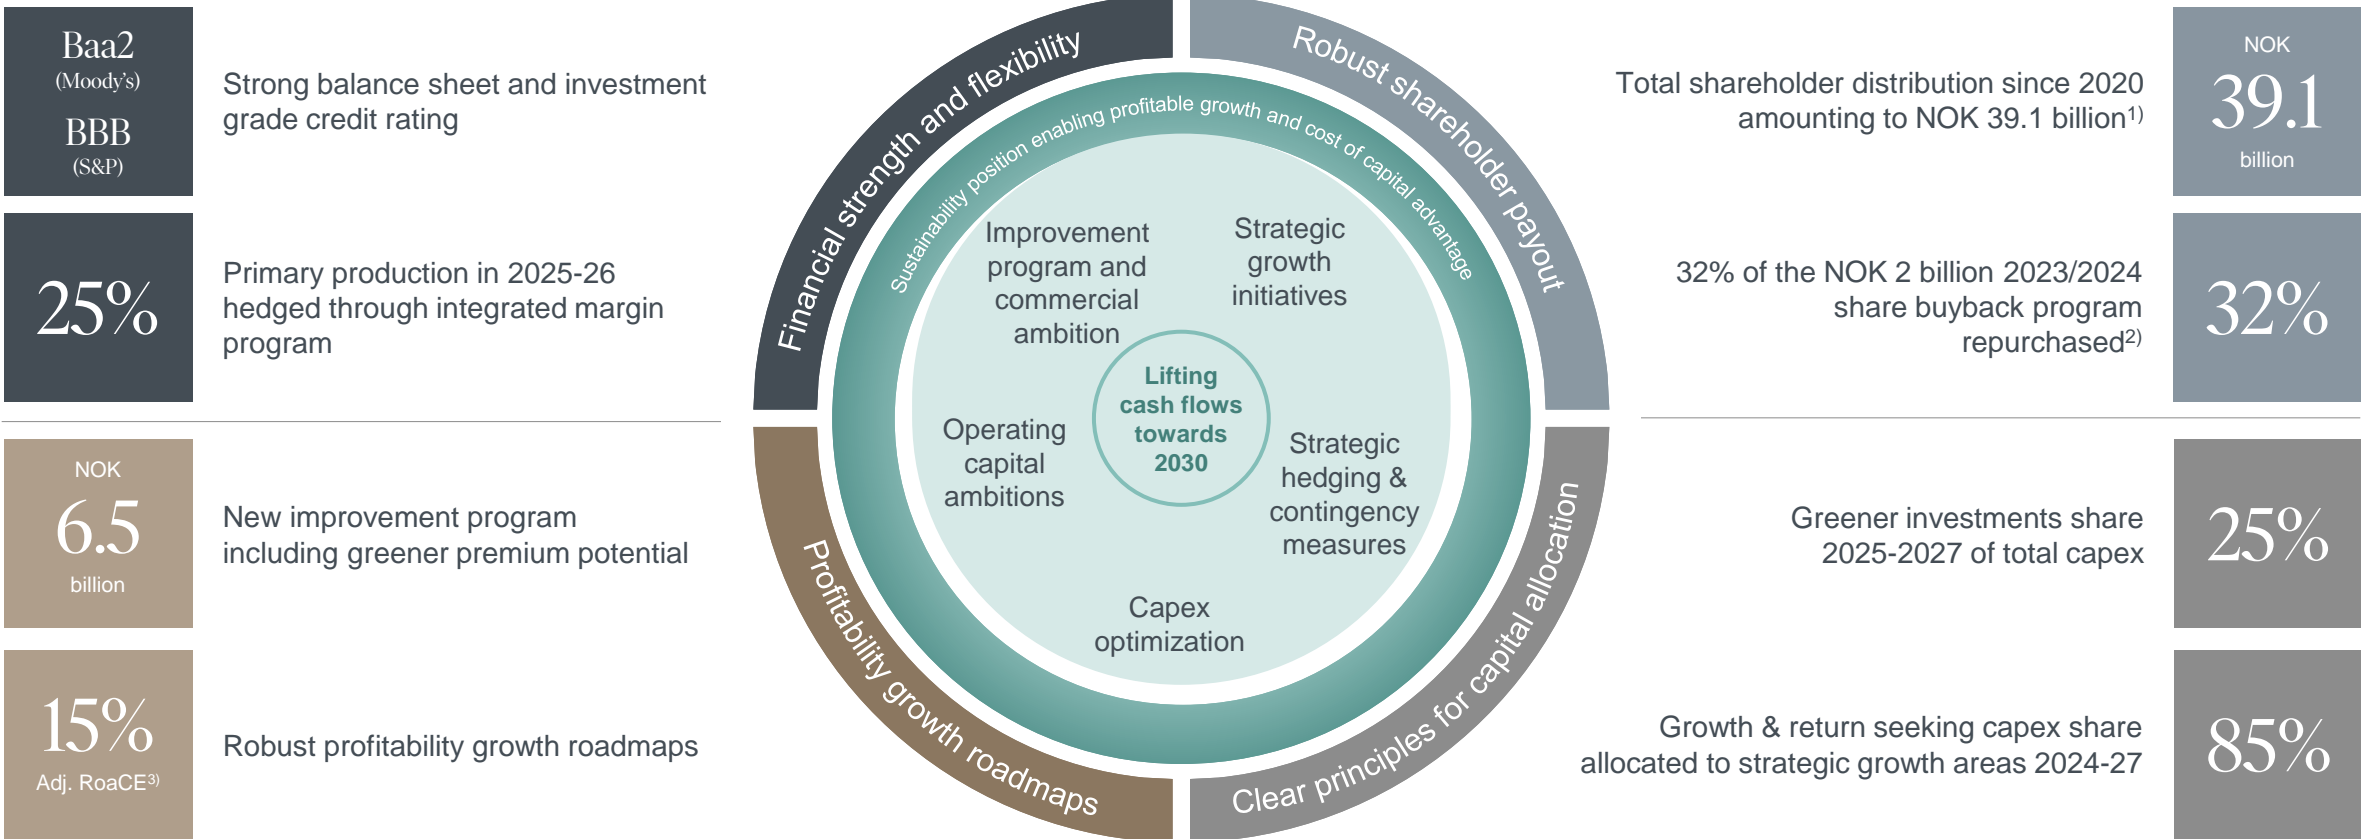 Baa2
(Moody's)
BBB
(S&P)
Strong balance sheet and investment
grade credit rating
25%
Primary production in 2025-26
hedged through integrated margin
program
NOK
6.5
billion
New improvement program
including greener premium potential
15%
Adj. RoaCE3)
Robust profitability growth roadmaps
Financial strength and flexibility
Robust shareholder payout
Sustainability position enabling profitable growth and cost of capital advantage
Improvement
program and
commercial
ambition
Strategic
growth
initiatives
Lifting
cash flows
towards
2030
Operating
capital
ambitions
Strategic
hedging &
contingency
measures
Capex
optimization
Profitability growth roadmaps
Clear principles for capital allocation
Total shareholder distribution since 2020
amounting to NOK 39.1 billion1)
NOK
39.1
billion
32% of the NOK 2 billion 2023/2024
share buyback program
repurchased2)
32%
Greener investments share
2025-2027 of total capex
25%
Growth & return seeking capex share
allocated to strategic growth areas 2024-27
85%